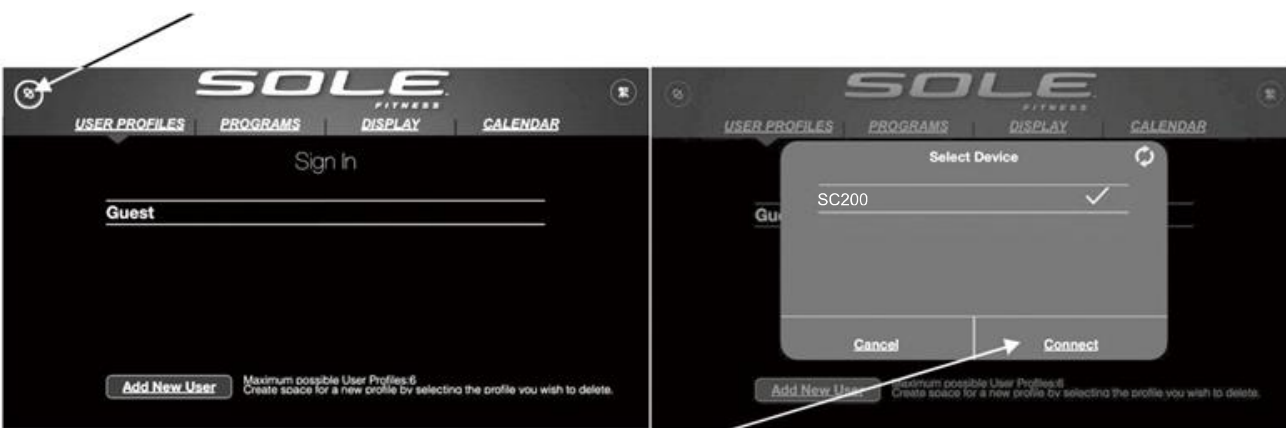 SOLE
FITNESS
USER PROFILES PROGRAMS DISPLAY CALENDAR
Sign In
Guest
Add New User
Maximum possible User Profiles:6
Create space for a new profile by selecting the profile you wish to delete.
SOLE
FITNESS
USER PROFILES PROGRAMS DISPLAY CALENDAR
Select Device
SC200
Gu
Cancel Connect
Add New User
Maximum possible User Profiles:6
Create space for a new profile by selecting the profile you wish to delete.